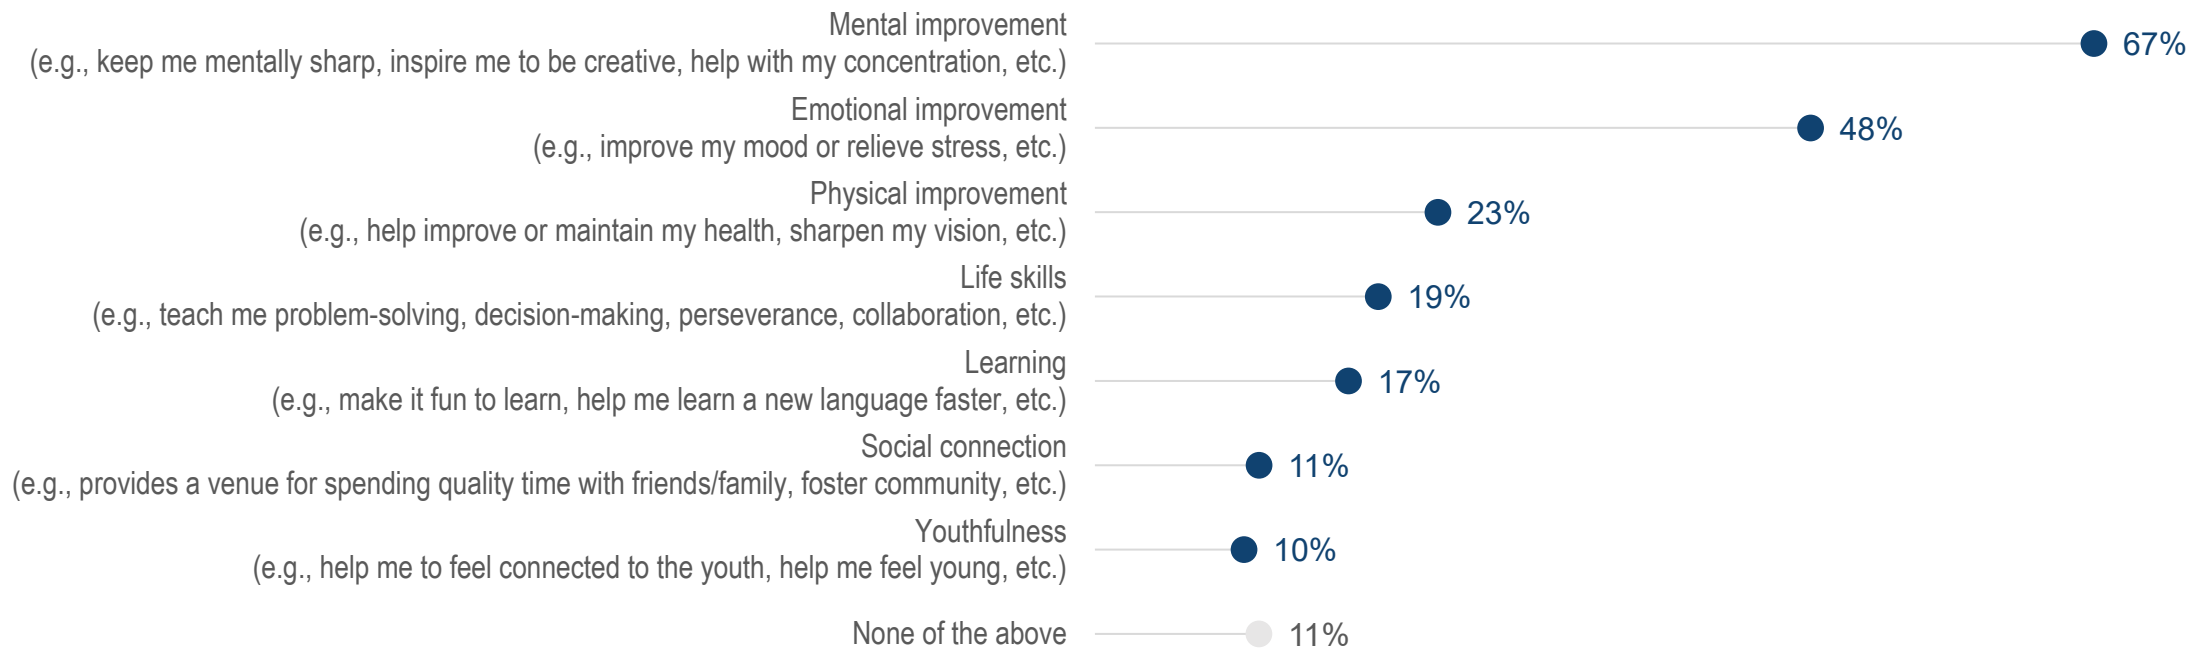 Mental improvement
(e.g., keep me mentally sharp, inspire me to be creative, help with my concentration, etc.)
67%
Emotional improvement
(e.g., improve my mood or relieve stress, etc.)
48%
Physical improvement
(e.g., help improve or maintain my health, sharpen my vision, etc.)
23%
Life skills
(e.g., teach me problem-solving, decision-making, perseverance, collaboration, etc.)
19%
Learning
(e.g., make it fun to learn, help me learn a new language faster, etc.)
17%
Social connection
(e.g., provides a venue for spending quality time with friends/family, foster community, etc.)
11%
Youthfulness
(e.g., help me to feel connected to the youth, help me feel young, etc.)
10%
None of the above
11%